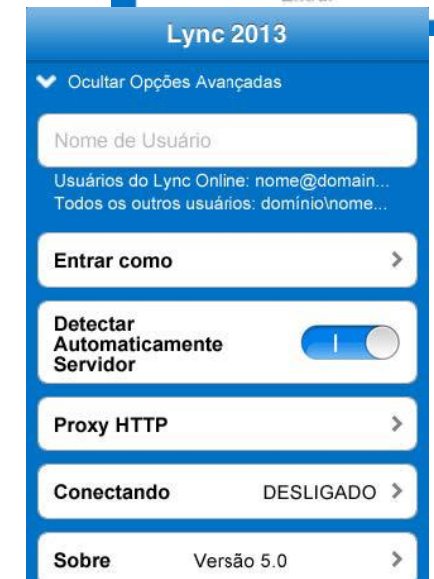 Lync 2013
Ocultar Opções Avançadas
Nome de Usuário
Usuários do Lync Online: nome@domain...
Todos os outros usuários: domínio\nome...
Entrar como
Detectar
Automaticamente
Servidor
Proxy HTTP
Conectando DESLIGADO
Sobre Versão 5.0